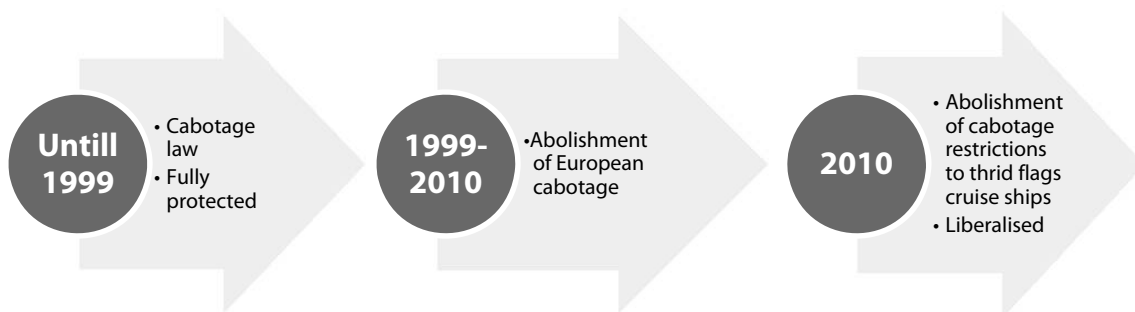 Untill
1999
• Cabotage
law
• Fully
protected
1999-
2010
•Abolishment
of European
cabotage
2010
• Abolishment
of cabotage
restrictions
to thrid flags
cruise ships
• Liberalised